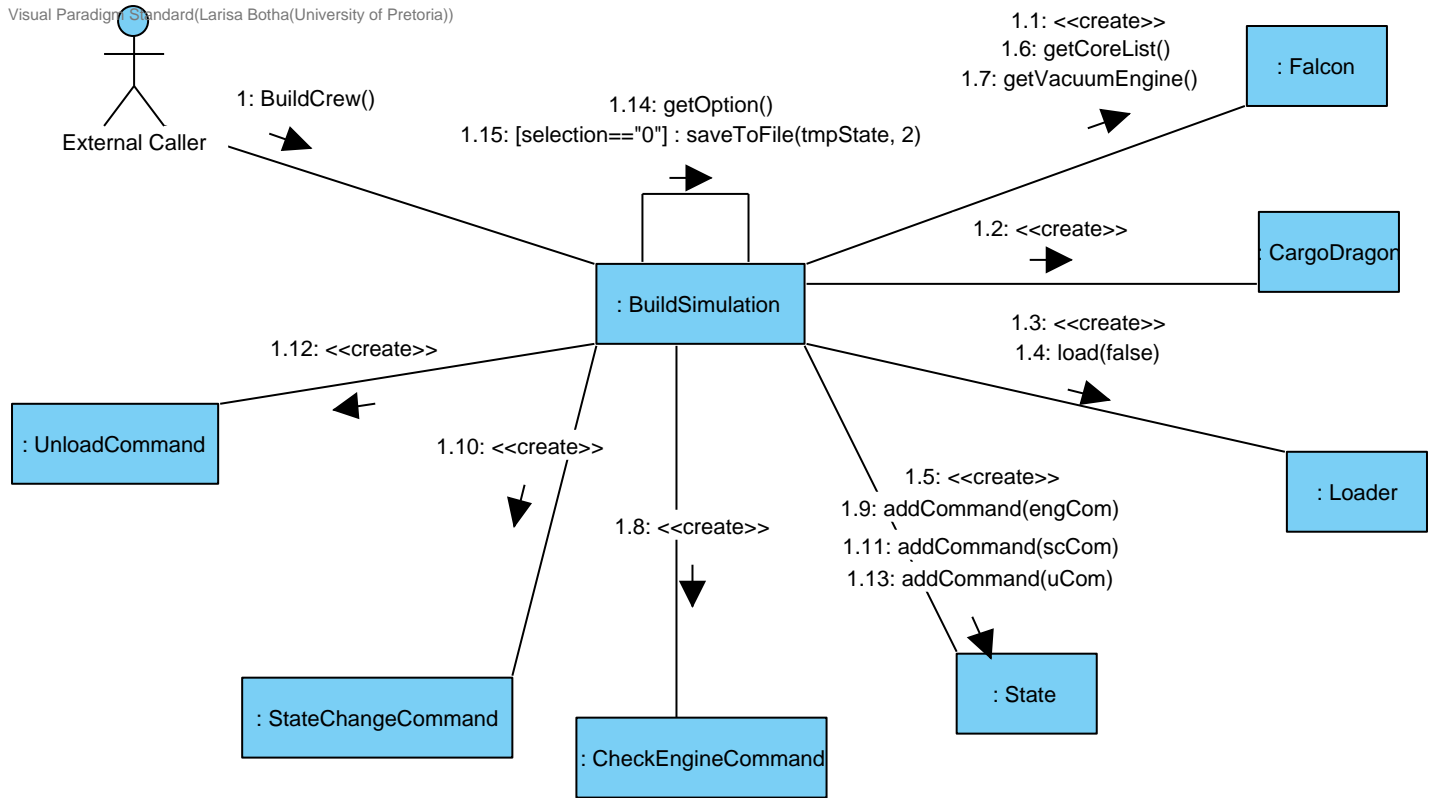 Visual Paradigm Standard(Larisa Botha(University of Pretoria))
External Caller
1: BuildCrew()
1.14: getOption()
1.15: [selection=="0"] : saveToFile(tmpState, 2)
1.1: <<create>>
1.6: getCoreList()
1.7: getVacuumEngine()
: Falcon
1.2: <<create>>
: CargoDragon
: BuildSimulation
1.3: <<create>>
1.4: load(false)
: Loader
1.12: <<create>>
: UnloadCommand
1.10: <<create>>
: StateChangeCommand
1.8: <<create>>
: CheckEngineCommand
1.5: <<create>>
1.9: addCommand(engCom)
1.11: addCommand(scCom)
1.13: addCommand(uCom)
: State